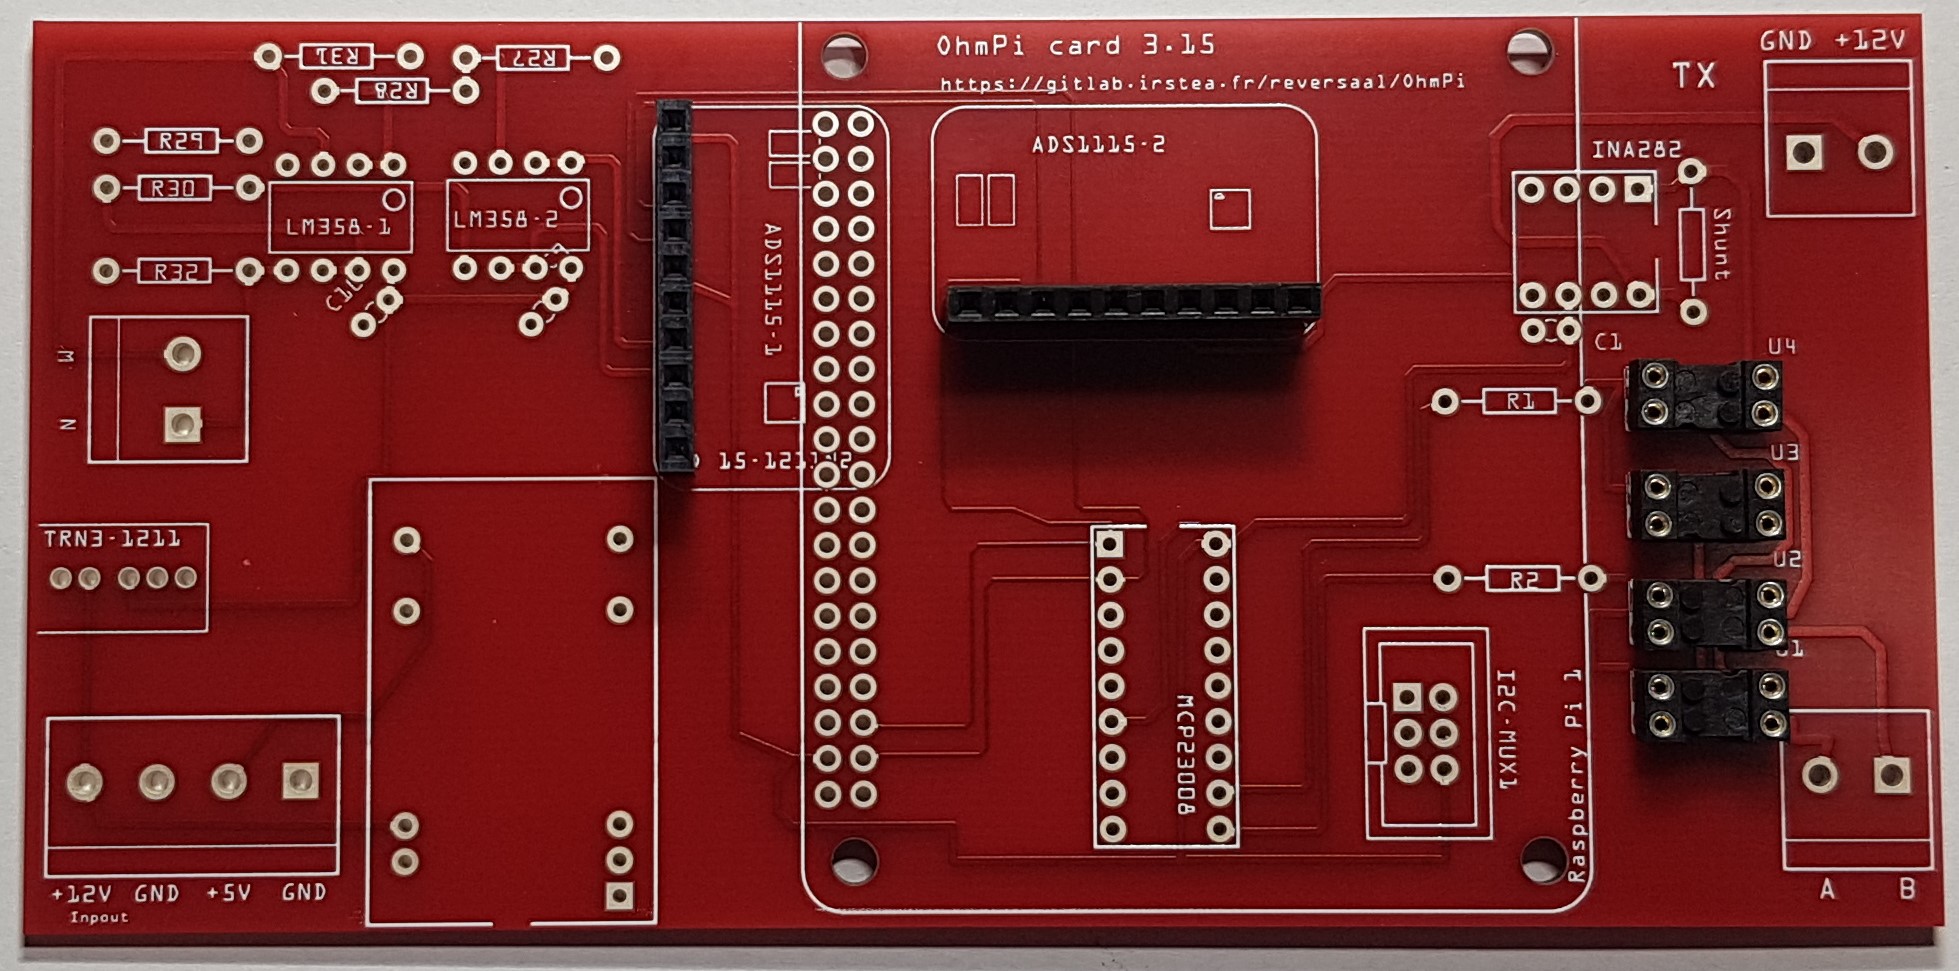 OhmPi card 3.15
https://gitlab.irstea.fr/reversaal/OhmPi
GND +12V
TX
R31
R27
R28
R29
R30
R32
LM358-1
LM358-2
ADS1115-1
ADS1115-2
INA282
Shunt
C1
U4
U3
U2
R1
R2
M
N
TRN3-1211
15-1211
MCP23008
I2C-MUX1
Raspberry Pi 1
+12V GND +5V GND
Inpout
A B